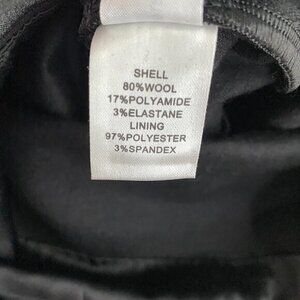 SHELL
80%WOOL
17%POLYAMIDE
3%ELASTANE
LINING
97%POLYESTER
3%SPANDEX